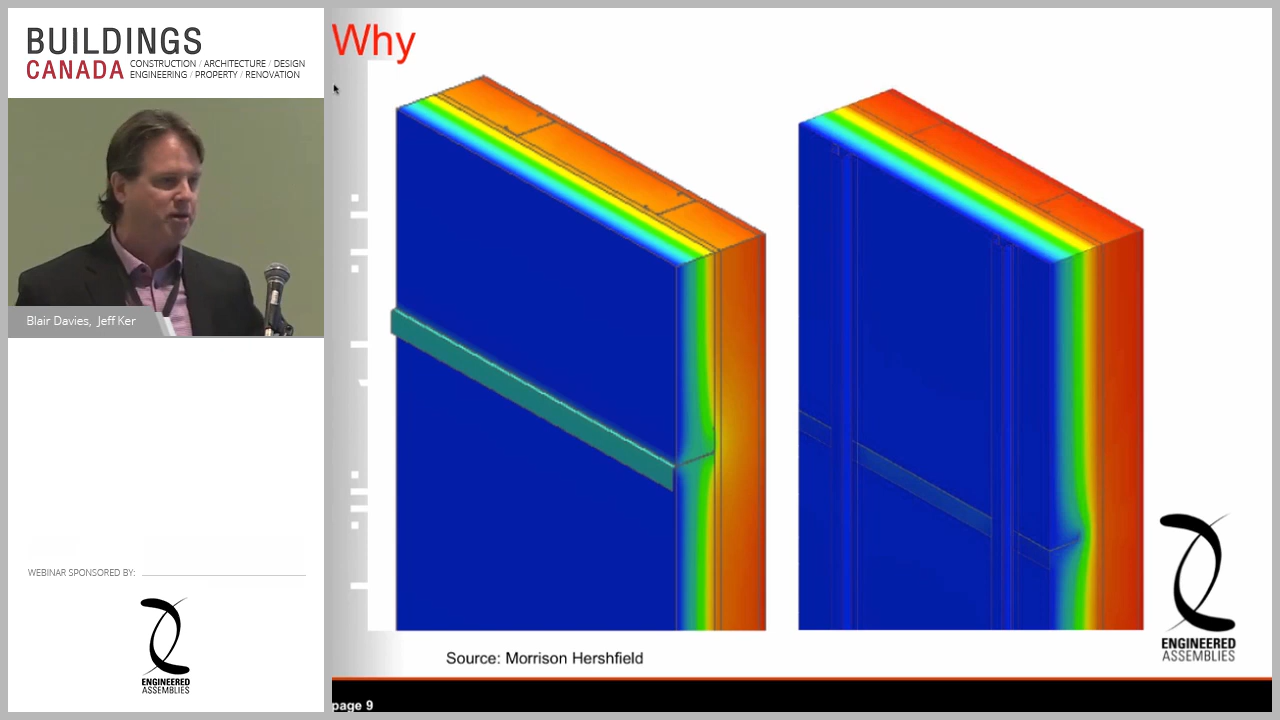 BUILDINGS
CANADA
CONSTRUCTION / ARCHITECTURE / DESIGN
ENGINEERING / PROPERTY / RENOVATION
Blair Davies, Jeff Ker
WEBINAR SPONSORED BY:
ENGINEERED
ASSEMBLIES
Why
Source: Morrison Hershfield
ENGINEERED
ASSEMBLIES
page 9